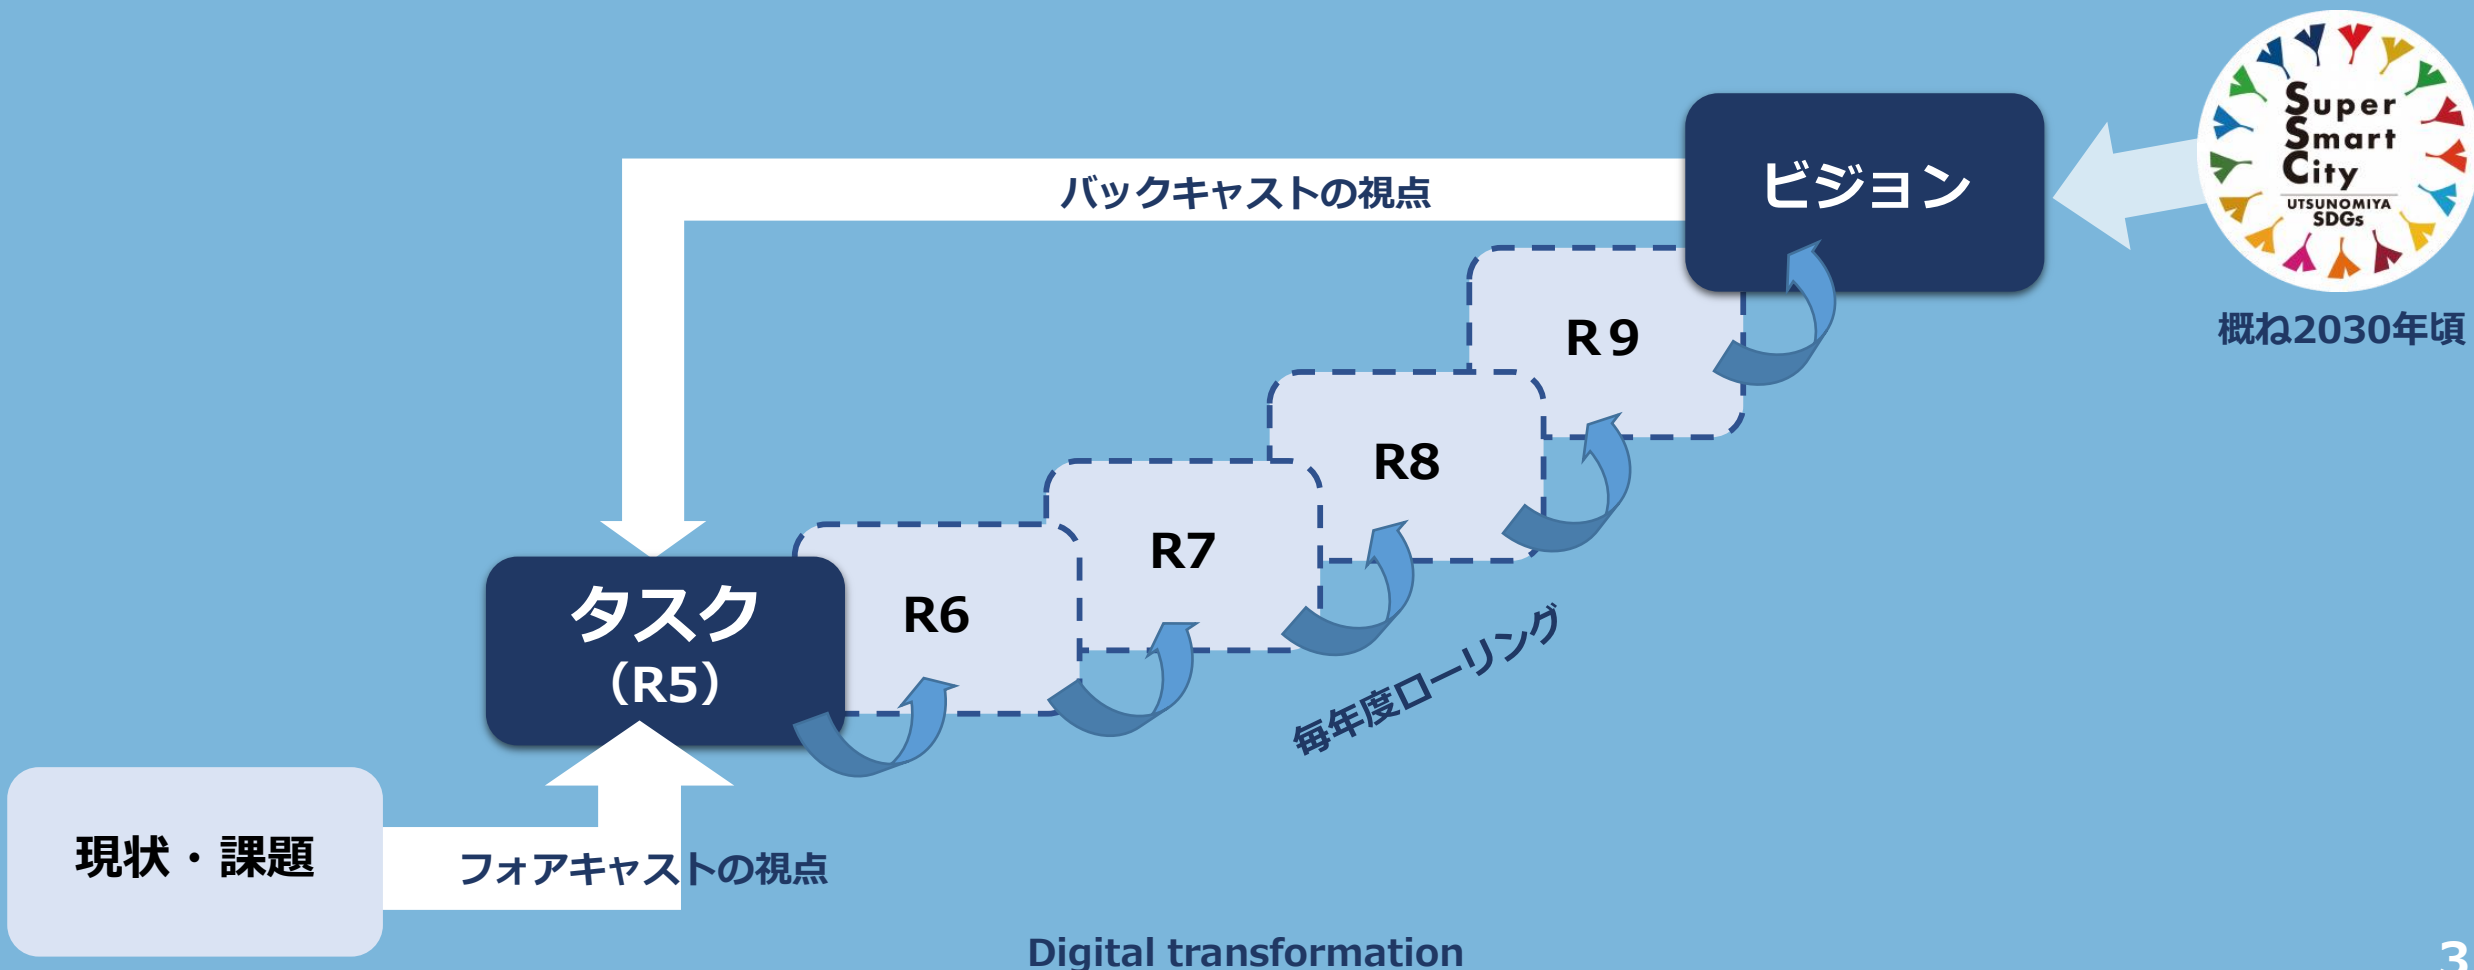 Super
Smart
City
UTSUNOMIYA
SDGs
概ね2030年頃
ビジョン
バックキャストの視点
R 9
R8
R7
R6
タスク
（R5）
毎年度ローリング
現状・課題
フォアキャストの視点
Digital transformation
3